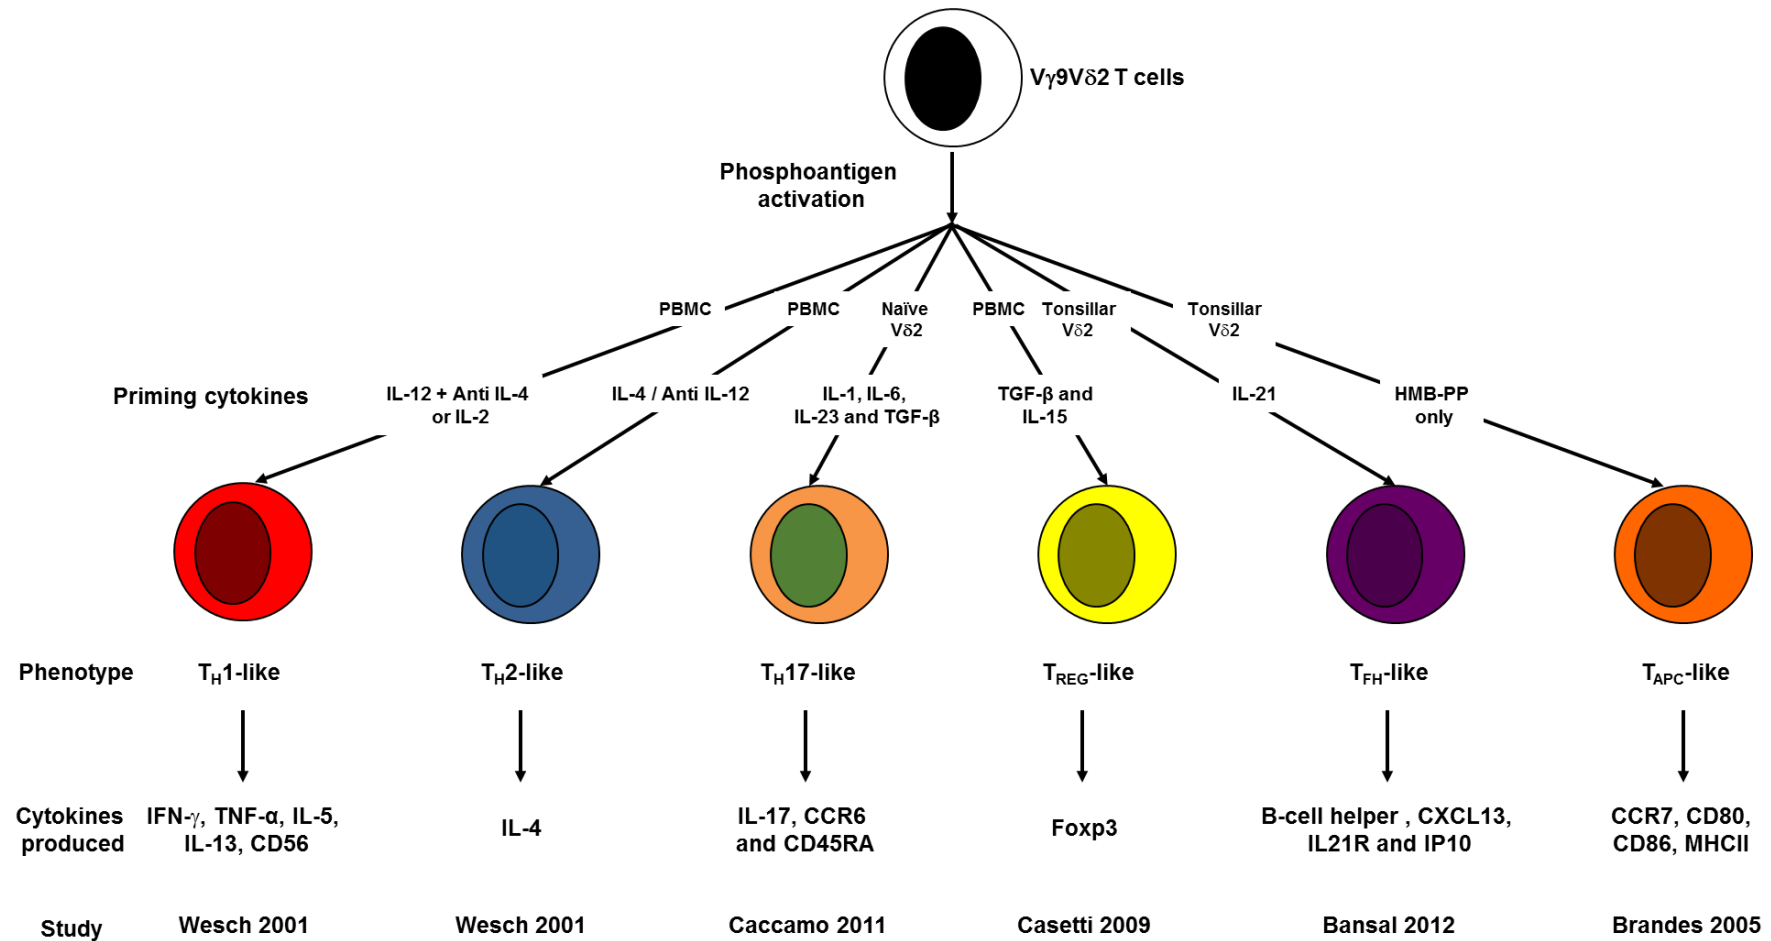 Vγ9Vδ2 T cells
Phosphoantigen
activation
PBMC
PBMC
Naïve
Vδ2
PBMC
Tonsillar
Vδ2
Tonsillar
Vδ2
Priming cytokines
IL-12 + Anti IL-4
or IL-2
IL-4 / Anti IL-12
IL-1, IL-6,
IL-23 and TGF-β
TGF-β and
IL-15
IL-21
HMB-PP
only
Phenotype
TH1-like
TH2-like
TH17-like
TREG-like
TFH-like
TAPC-like
Cytokines
produced
IFN-γ, TNF-α, IL-5,
IL-13, CD56
IL-4
IL-17, CCR6
and CD45RA
Foxp3
B-cell helper , CXCL13,
IL21R and IP10
CCR7, CD80,
CD86, MHCII
Study
Wesch 2001
Wesch 2001
Caccamo 2011
Casetti 2009
Bansal 2012
Brandes 2005